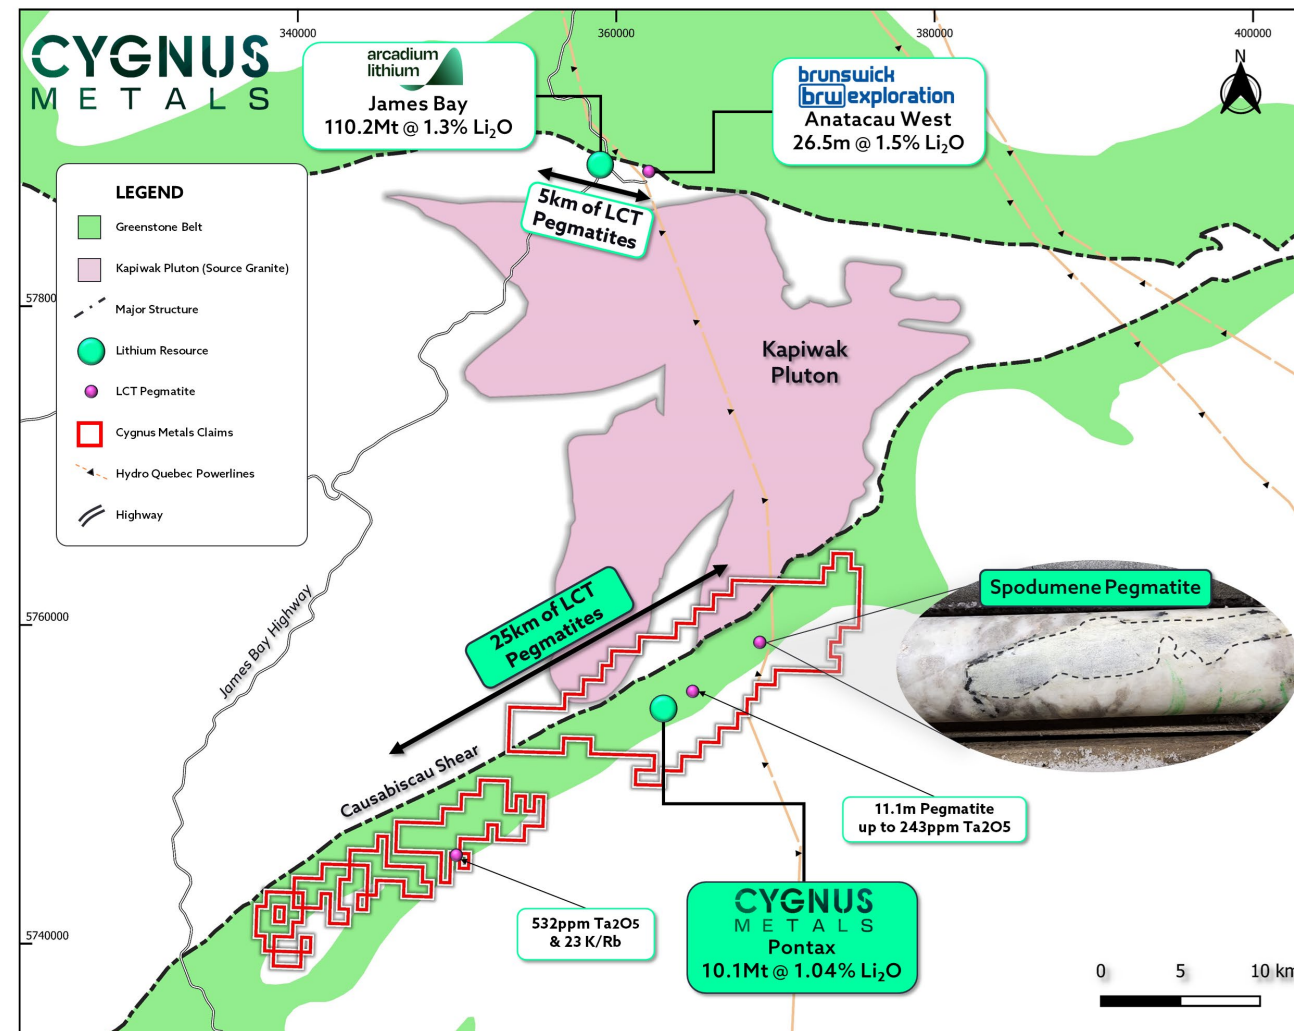 340000
360000
380000
400000
CYGNUS
METALS
arcadium
lithium
James Bay
110.2Mt @ 1.3% Li₂O
brunswick
brw exploration
Anatacau West
26.5m @ 1.5% Li₂O
N
5km of LCT
Pegmatites
LEGEND
Greenstone Belt
Kapiwak Pluton (Source Granite)
Major Structure
Lithium Resource
LCT Pegmatite
Cygnus Metals Claims
Hydro Quebec Powerlines
Highway
57800
Kapiwak
Pluton
5760000
James Bay Highway
25km of LCT
Pegmatites
Spodumene Pegmatite
Causabiscau Shear
11.1m Pegmatite
up to 243ppm Ta2O5
532ppm Ta2O5
& 23 K/Rb
CYGNUS
METALS
Pontax
10.1Mt @ 1.04% Li₂O
5740000
0 5 10 km